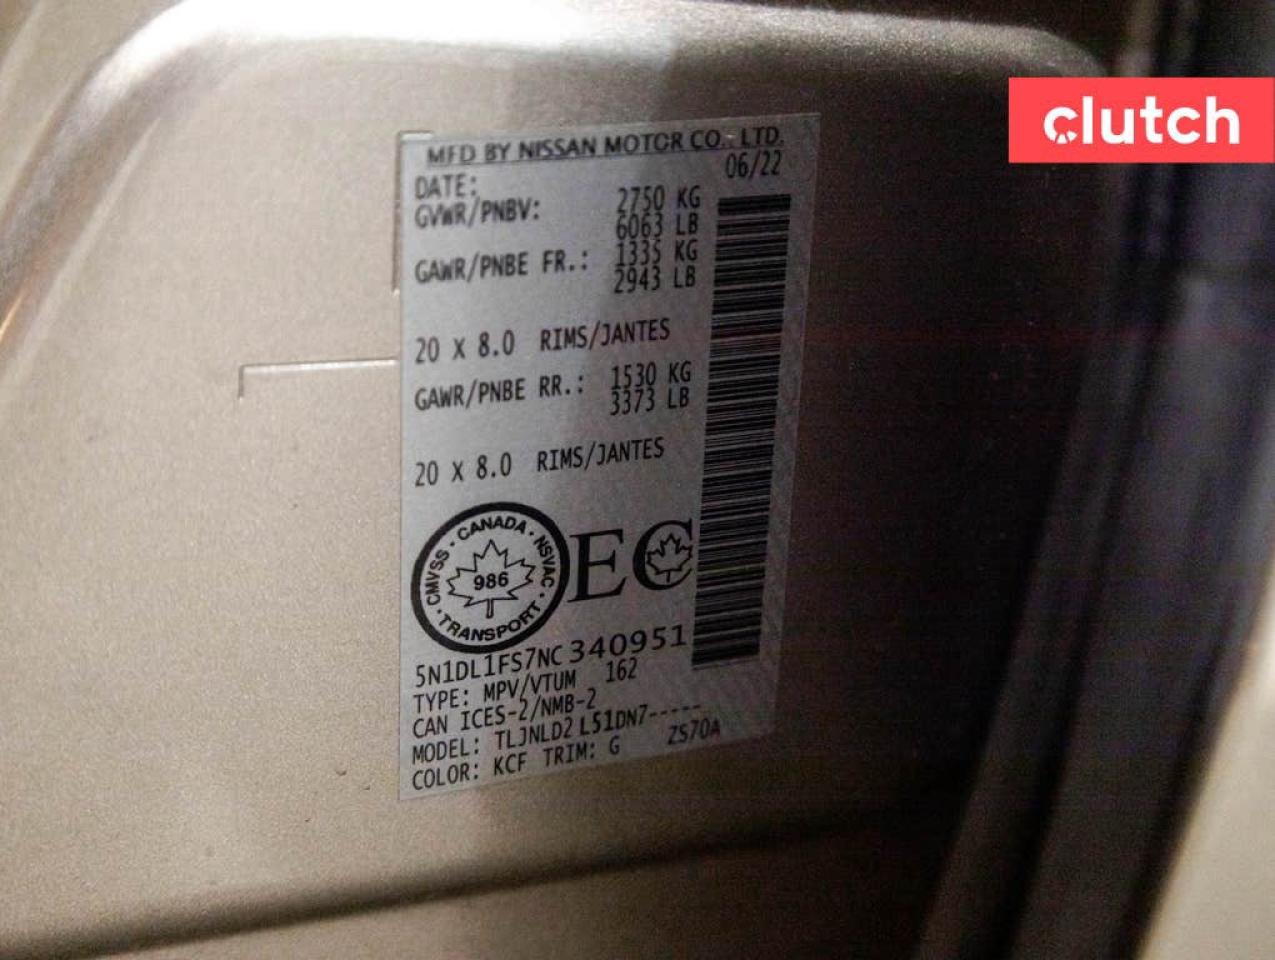 clutch
MFD BY NISSAN MOTOR CO., LTD.
DATE: 06/22
GVWR/PNBV: 2750 KG
6063 LB
GAWR/PNBE FR.: 1335 KG
2943 LB
20 X 8.0 RIMS/JANTES
GAWR/PNBE RR.: 1530 KG
3373 LB
20 X 8.0 RIMS/JANTES
CMVSS · CANADA · NSVAC · TRANSPORT ·
986
EC
5N1DL1FS7NC340951
TYPE: MPV/VTUM 162
CAN ICES-2/NMB-2
MODEL: TLJNLD2 L51DN7-----
COLOR: KCF TRIM: G ZS70A